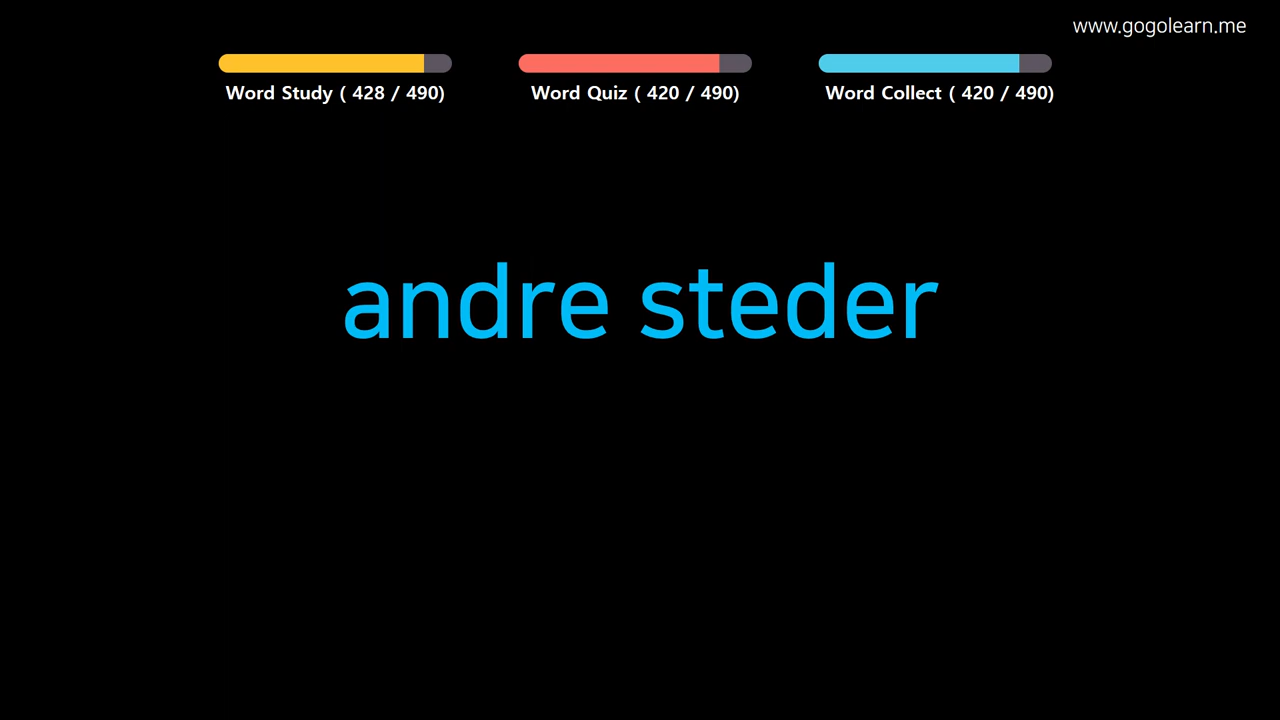 www.gogolearn.me
Word Study ( 428 / 490)
Word Quiz ( 420 / 490)
Word Collect ( 420 / 490)
andre steder